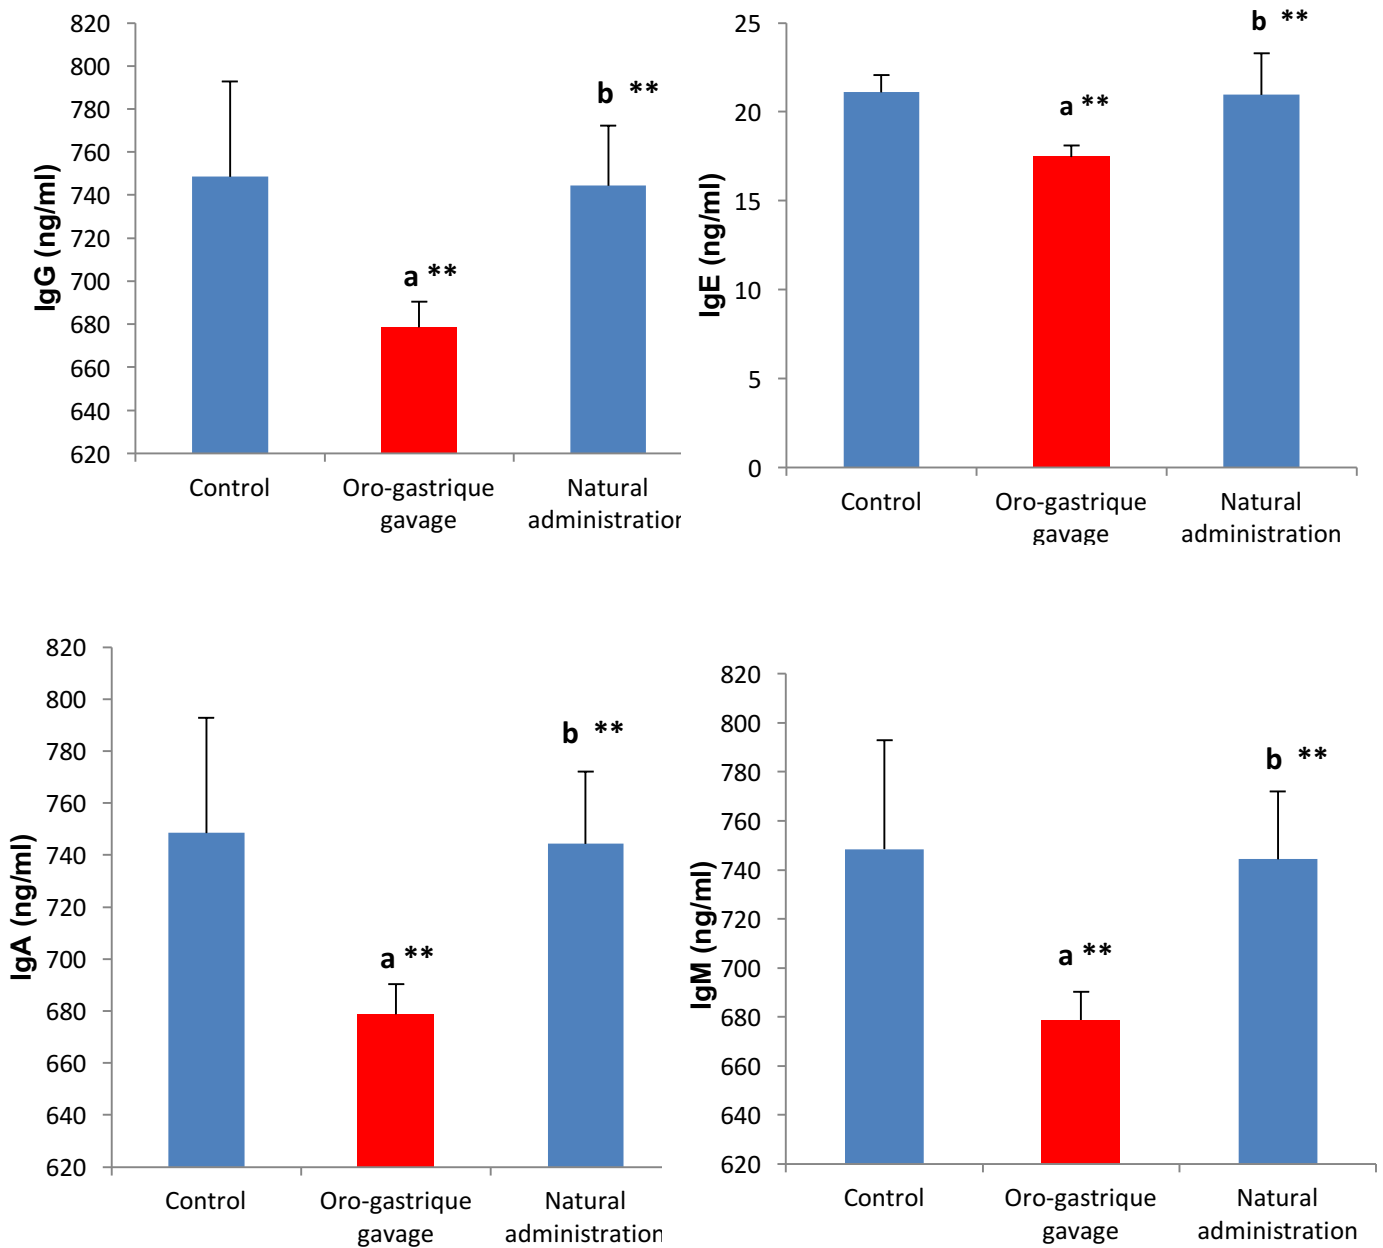 820
800
780
760
740
720
700
680
660
640
620
IgG (ng/ml)
a **
b **
Control
Oro-gastrique
gavage
Natural
administration
25
20
15
10
5
0
IgE (ng/ml)
a **
b **
Control
Oro-gastrique
gavage
Natural
administration
820
800
780
760
740
720
700
680
660
640
620
IgA (ng/ml)
a **
b **
Control
Oro-gastrique
gavage
Natural
administration
820
800
780
760
740
720
700
680
660
640
620
IgM (ng/ml)
a **
b **
Control
Oro-gastrique
gavage
Natural
administration